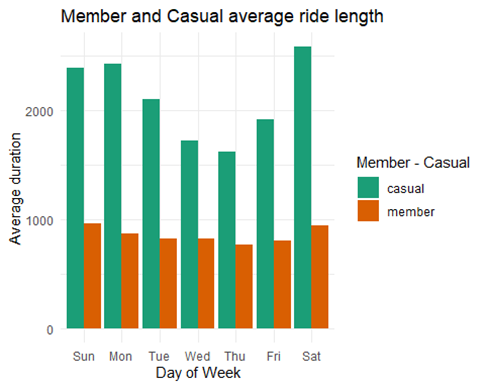 Member and Casual average ride length
Average duration
2000
1000
0
Sun Mon Tue Wed Thu Fri Sat
Day of Week
Member - Casual
casual
member